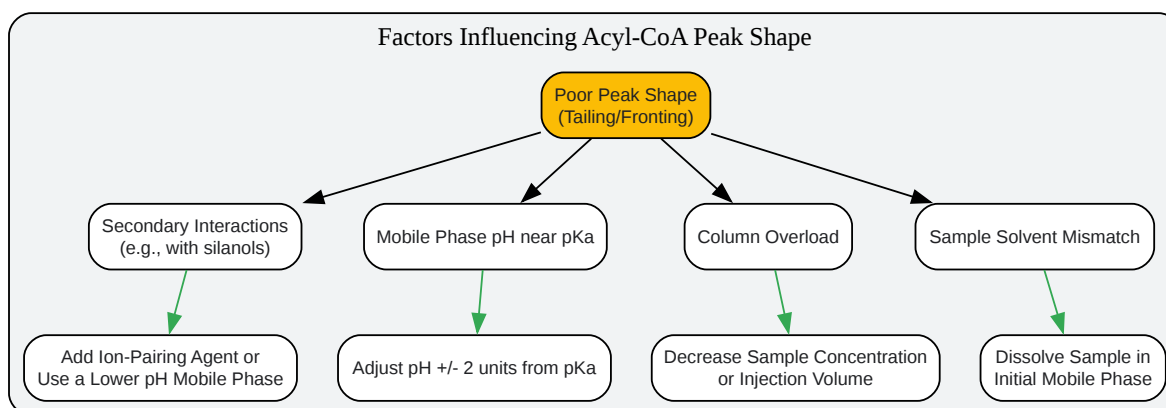 Factors Influencing Acyl-CoA Peak Shape
Poor Peak Shape
(Tailing/Fronting)
Secondary Interactions
(e.g., with silanols)
Mobile Phase pH near pKa
Column Overload
Sample Solvent Mismatch
Add Ion-Pairing Agent or
Use a Lower pH Mobile Phase
Adjust pH +/- 2 units from pKa
Decrease Sample Concentration
or Injection Volume
Dissolve Sample in
Initial Mobile Phase